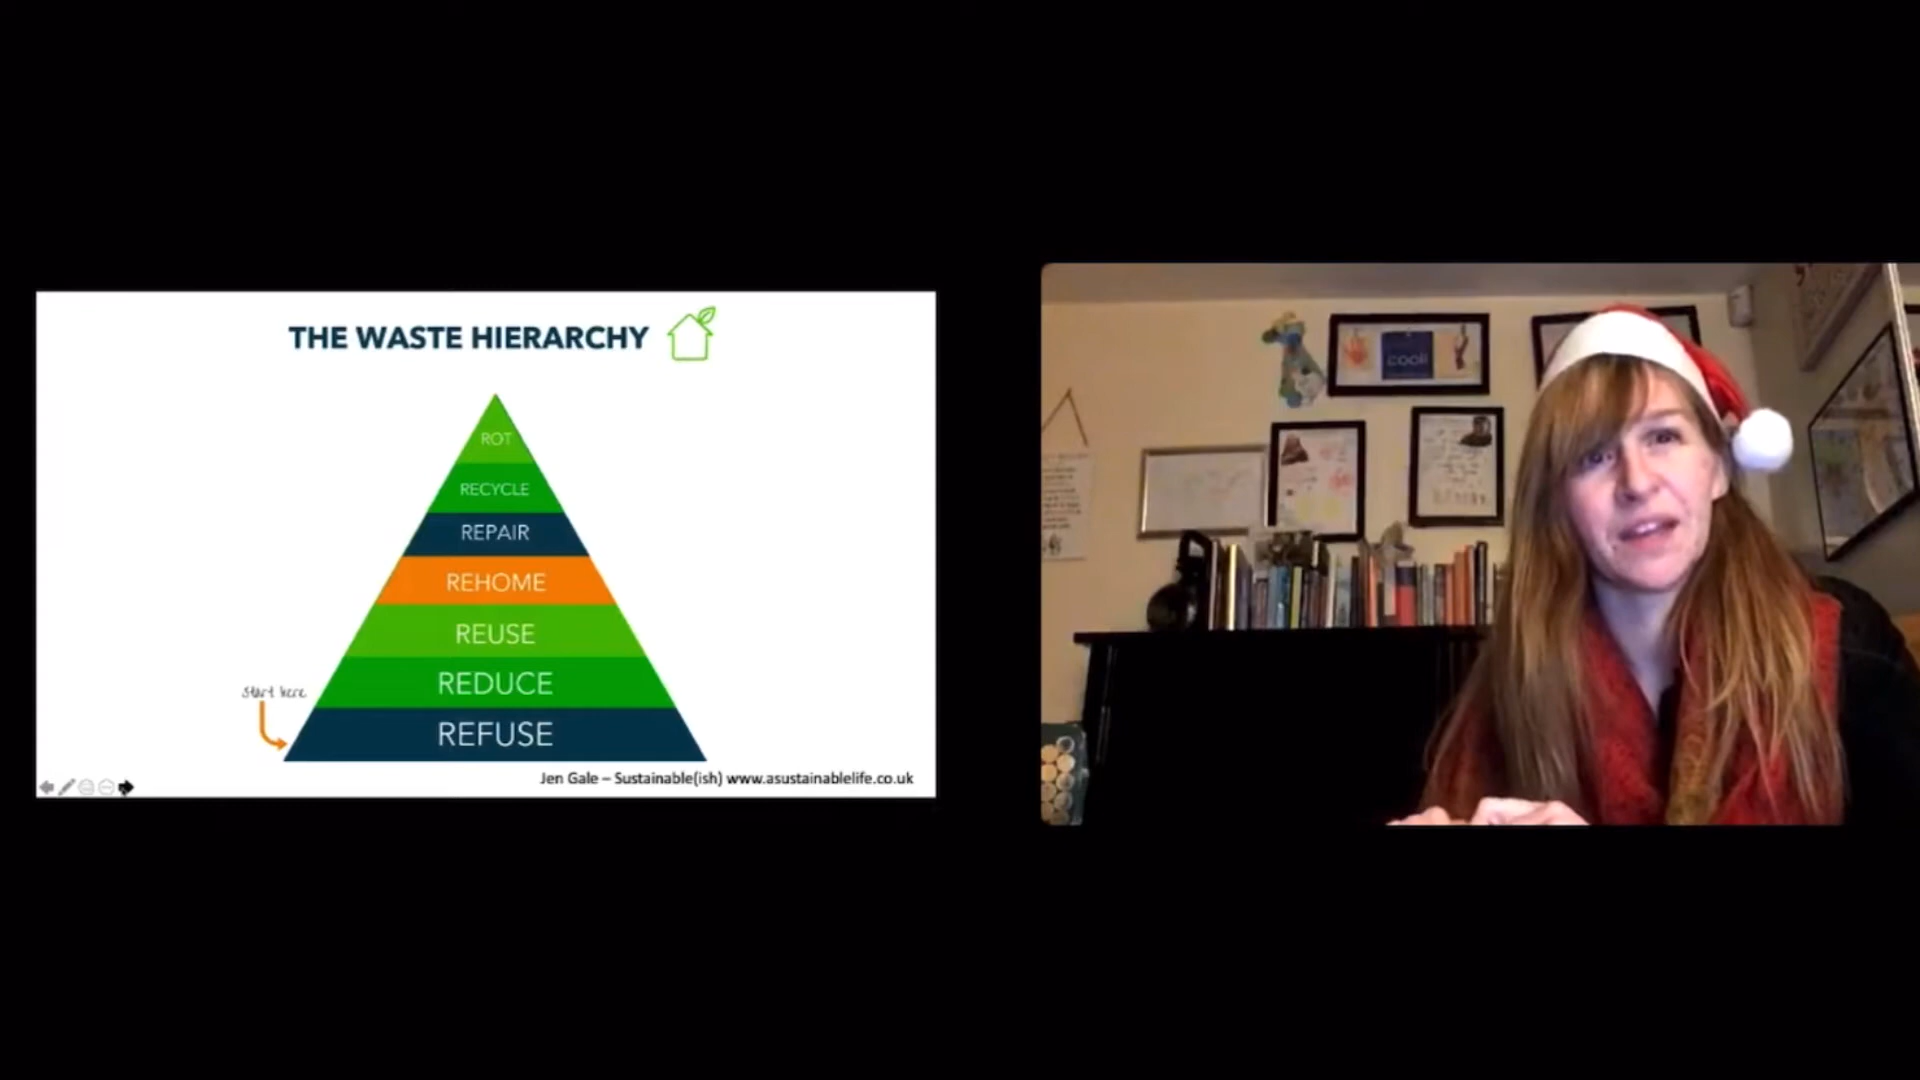 THE WASTE HIERARCHY
ROT
RECYCLE
REPAIR
REHOME
REUSE
REDUCE
start here
REFUSE
Jen Gale – Sustainable(ish) www.asustainablelife.co.uk
cool!